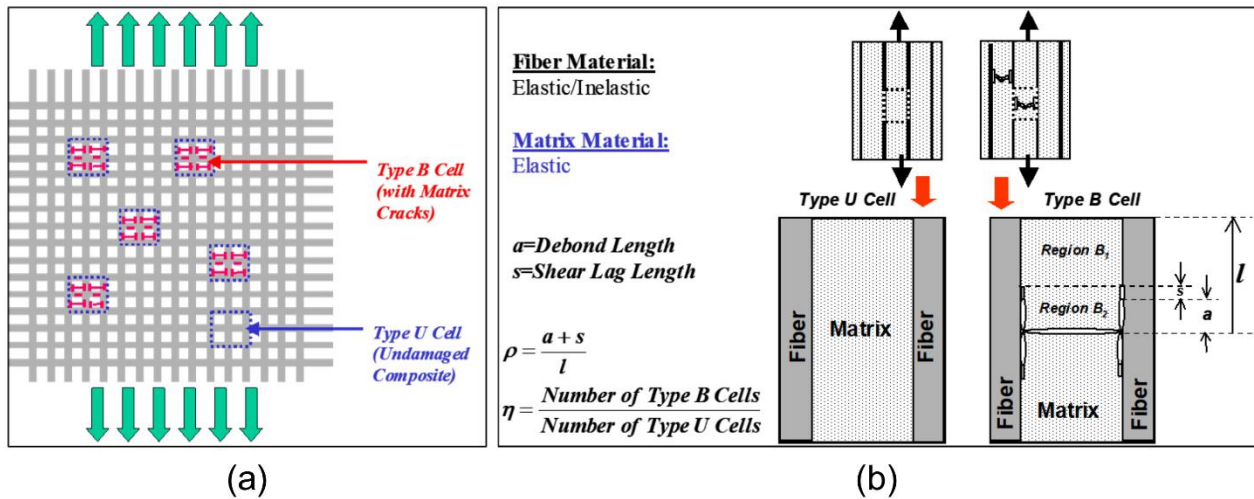 Type B Cell
(with Matrix
Cracks)
Type U Cell
(Undamaged
Composite)
(a)
Fiber Material:
Elastic/Inelastic
Matrix Material:
Elastic
a=Debond Length
s=Shear Lag Length
ρ = a + s / l
η = Number of Type B Cells / Number of Type U Cells
Type U Cell
Type B Cell
Fiber
Matrix
Fiber
Region B₁
Region B₂
Fiber
Matrix
Fiber
s
a
l
(b)